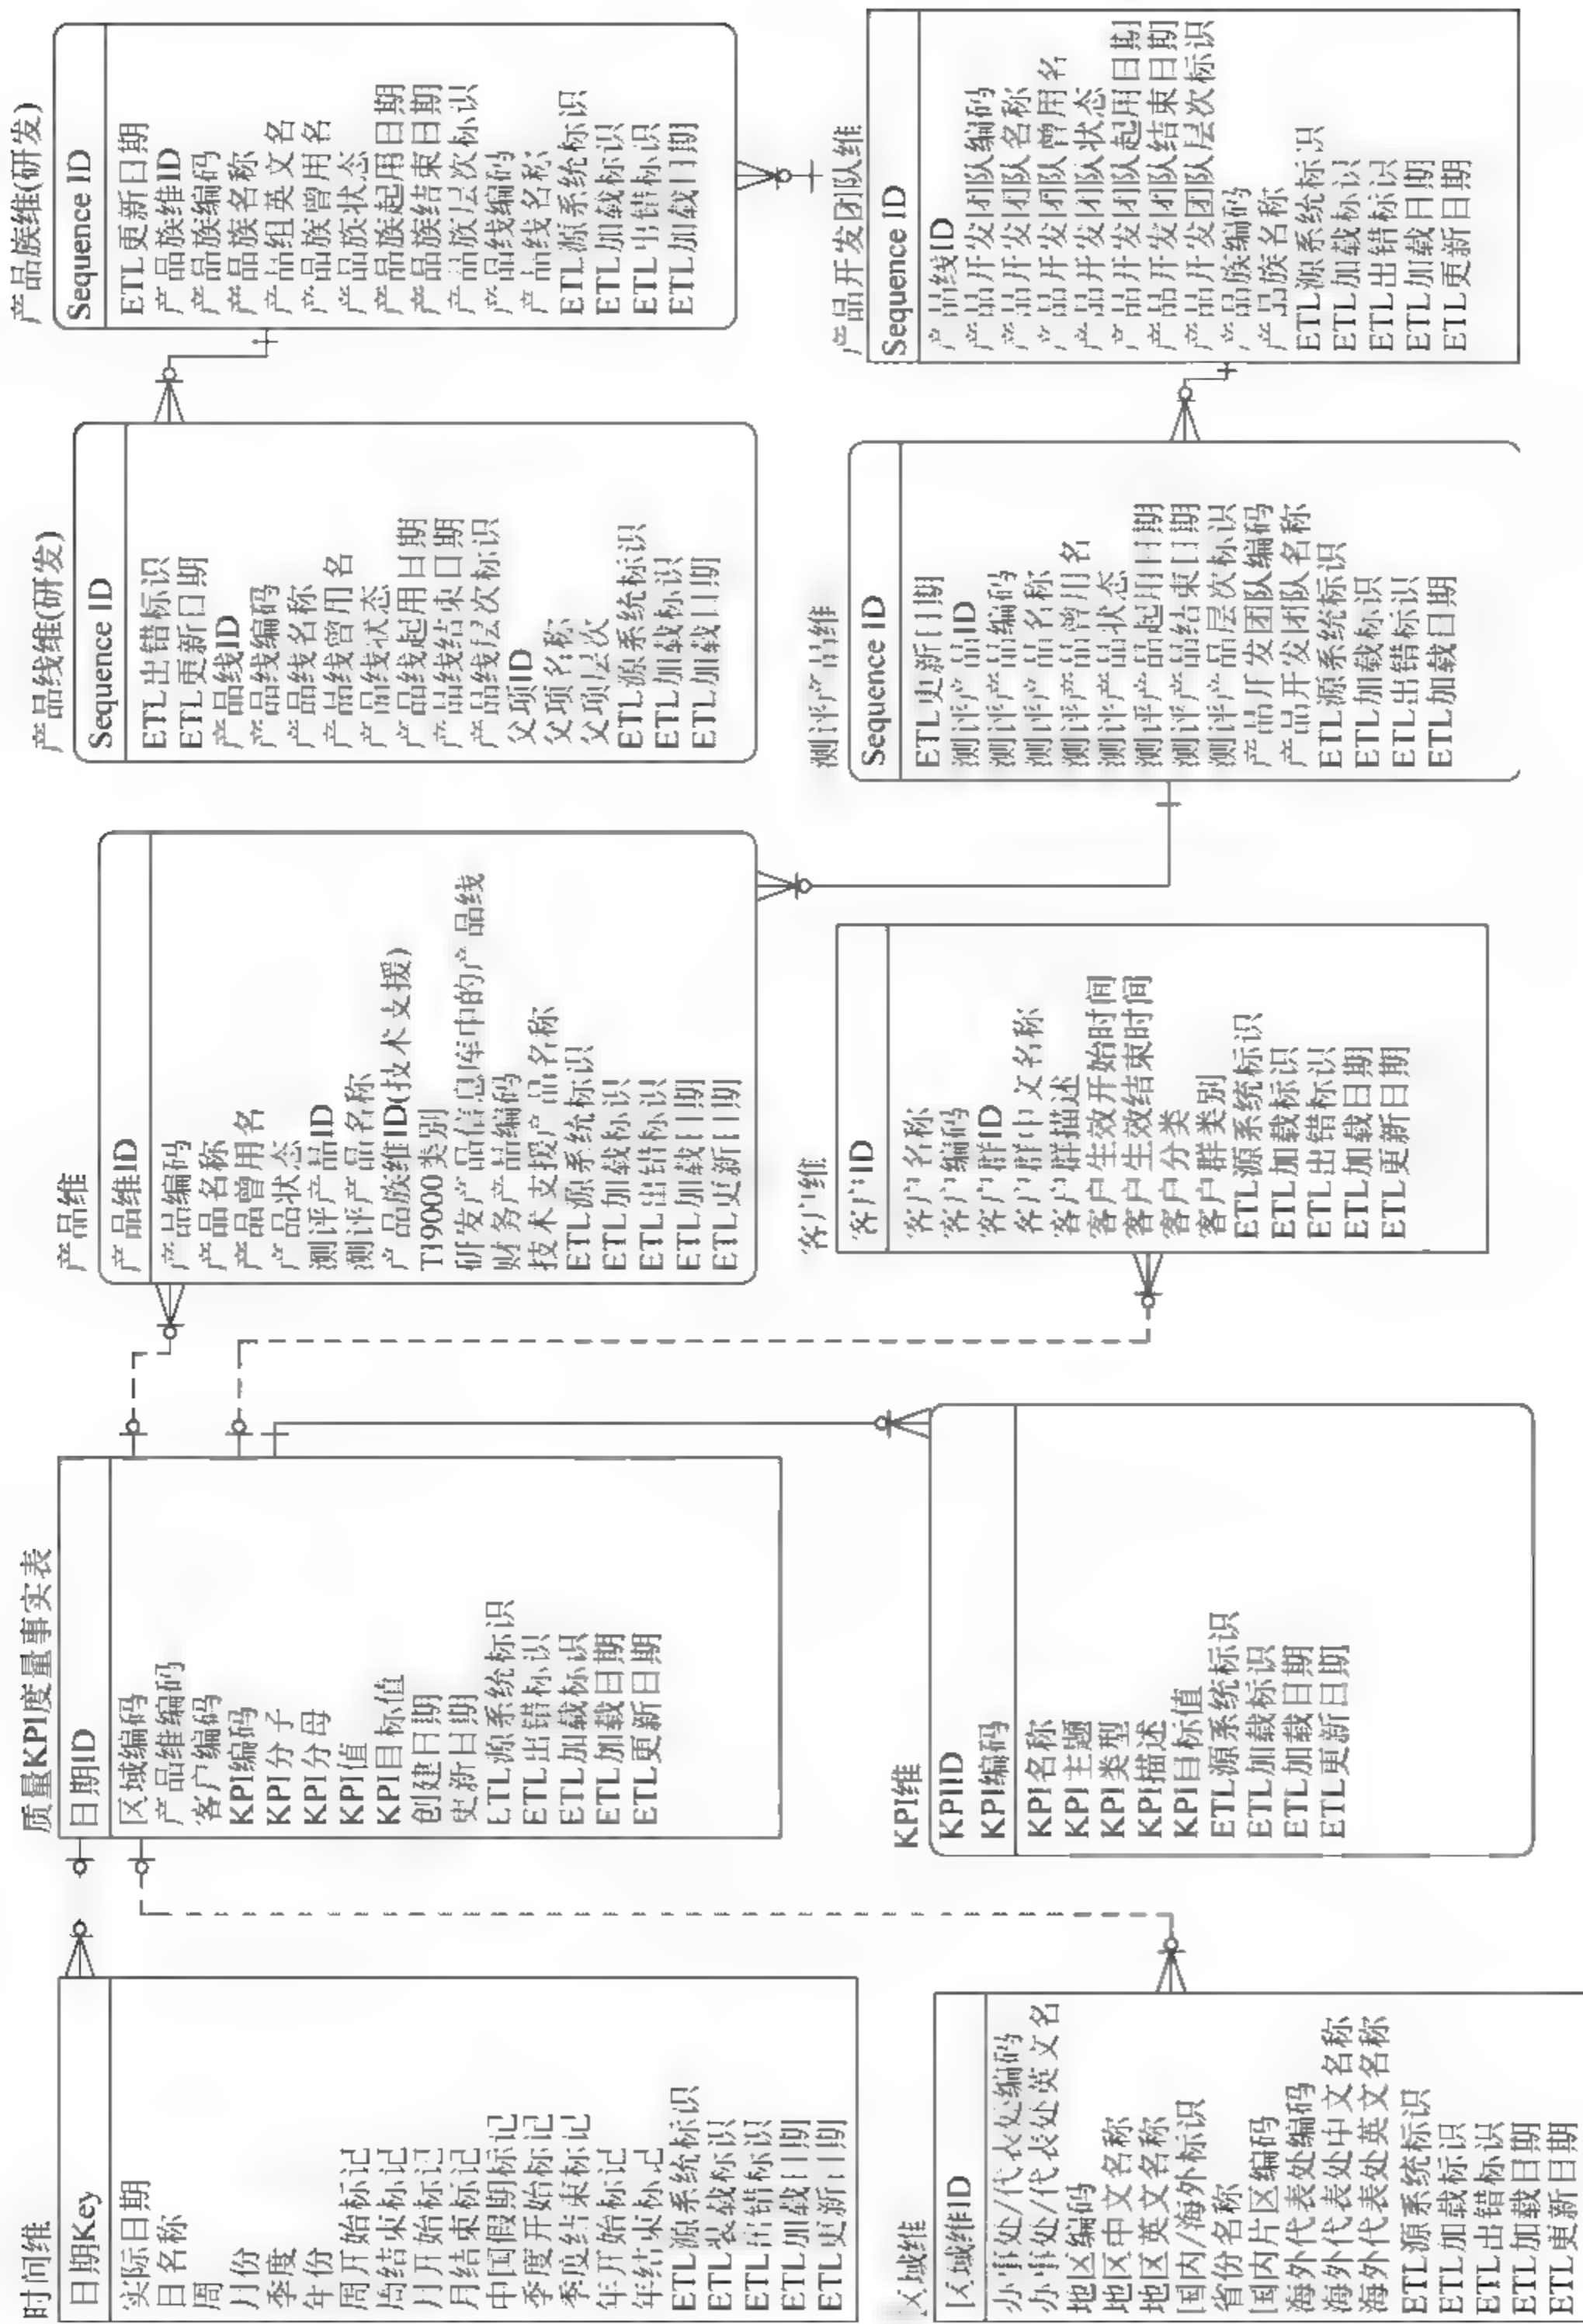 时间维
日期Key
实际日期
日名称
周
月份
季度
年份
周开始标记
周结束标记
月开始标记
月结束标记
中国假期标记
季度开始标记
季度结束标记
年开始标记
年结束标记
ETL源系统标识
ETL装载标识
ETL出错标识
ETL加载日期
ETL更新日期
区域维
区域维ID
办事处/代表处编码
办事处/代表处英文名
地区编码
地区中文名称
地区英文名称
国内/海外标识
省份名称
国内片区编码
海外代表处编码
海外代表处中文名称
海外代表处英文名称
ETL源系统标识
ETL加载标识
ETL出错标识
ETL加载日期
ETL更新日期
质量KPI度量事实表
日期ID
区域编码
产品维编码
客户编码
KPI编码
KPI分子
KPI分母
KPI值
KPI目标值
创建日期
更新日期
ETL源系统标识
ETL出错标识
ETL加载标识
ETL加载日期
ETL更新日期
KPI维
KPIID
KPI编码
KPI名称
KPI主题
KPI类型
KPI描述
KPI目标值
ETL源系统标识
ETL加载标识
ETL加载日期
ETL更新日期
产品维
产品维ID
产品编码
产品名称
产品曾用名
产品状态
测评产品ID
测评产品名称
产品族维ID(技术支援)
Tl9000类别
研发产品信息库中的产品线
财务产品编码
技术支援产品名称
ETL源系统标识
ETL加载标识
ETL出错标识
ETL加载日期
ETL更新日期
客户维
客户ID
客户名称
客户编码
客户群ID
客户群中文名称
客户群描述
客户生效开始时间
客户生效结束时间
客户分类
客户群类别
ETL源系统标识
ETL加载标识
ETL出错标识
ETL加载日期
ETL更新日期
产品线维(研发)
Sequence ID
ETL出错标识
ETL更新日期
产品线ID
产品线编码
产品线名称
产品线曾用名
产品线状态
产品线起用日期
产品线结束日期
产品线层次标识
父项ID
父项名称
父项层次
ETL源系统标识
ETL加载标识
ETL加载日期
测评产品维
Sequence ID
ETL更新日期
测评产品ID
测评产品编码
测评产品名称
测评产品曾用名
测评产品状态
测评产品起用日期
测评产品结束日期
测评产品层次标识
产品开发团队编码
产品开发团队名称
ETL源系统标识
ETL加载标识
ETL出错标识
ETL加载日期
产品族维(研发)
Sequence ID
ETL更新日期
产品族维ID
产品族编码
产品族名称
产品组英文名
产品族曾用名
产品族状态
产品族起用日期
产品族结束日期
产品族层次标识
产品线编码
产品线名称
ETL源系统标识
ETL加载标识
ETL出错标识
ETL加载日期
产品开发团队维
Sequence ID
产品线ID
产品开发团队编码
产品开发团队名称
产品开发团队曾用名
产品开发团队状态
产品开发团队起用日期
产品开发团队结束日期
产品开发团队层次标识
产品族编码
产品族名称
ETL源系统标识
ETL加载标识
ETL出错标识
ETL加载日期
ETL更新日期